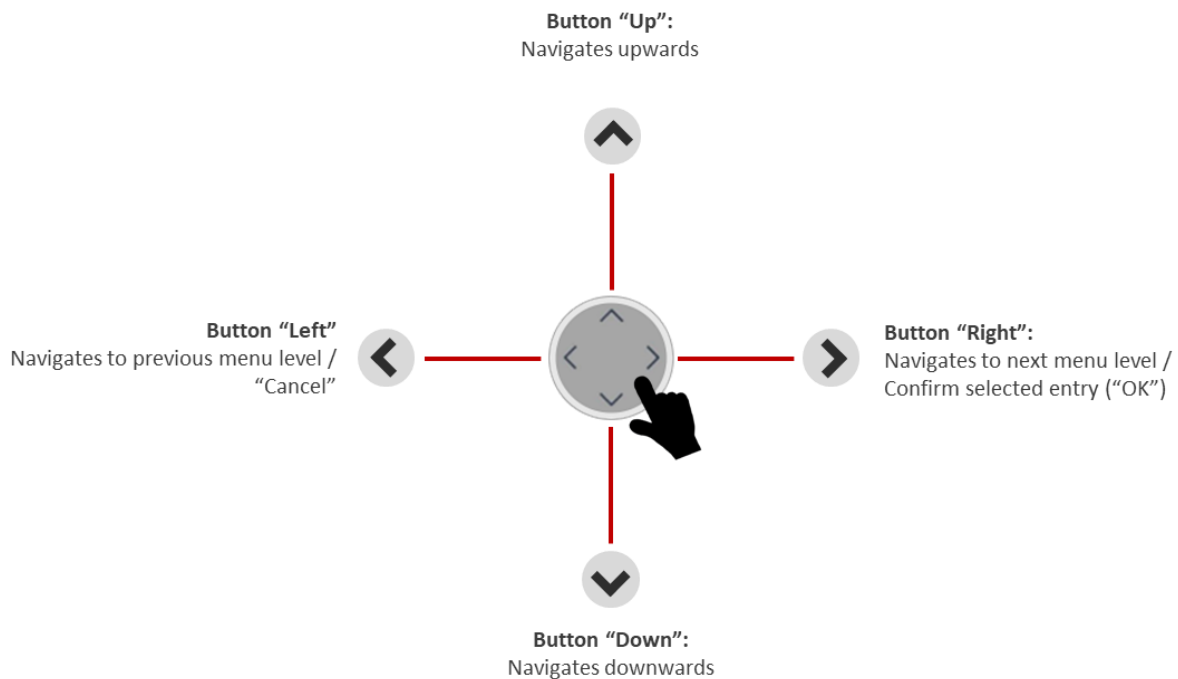 Button “Up”:
Navigates upwards
Button “Left”
Navigates to previous menu level /
“Cancel”
Button “Right”:
Navigates to next menu level /
Confirm selected entry (“OK”)
Button “Down”:
Navigates downwards